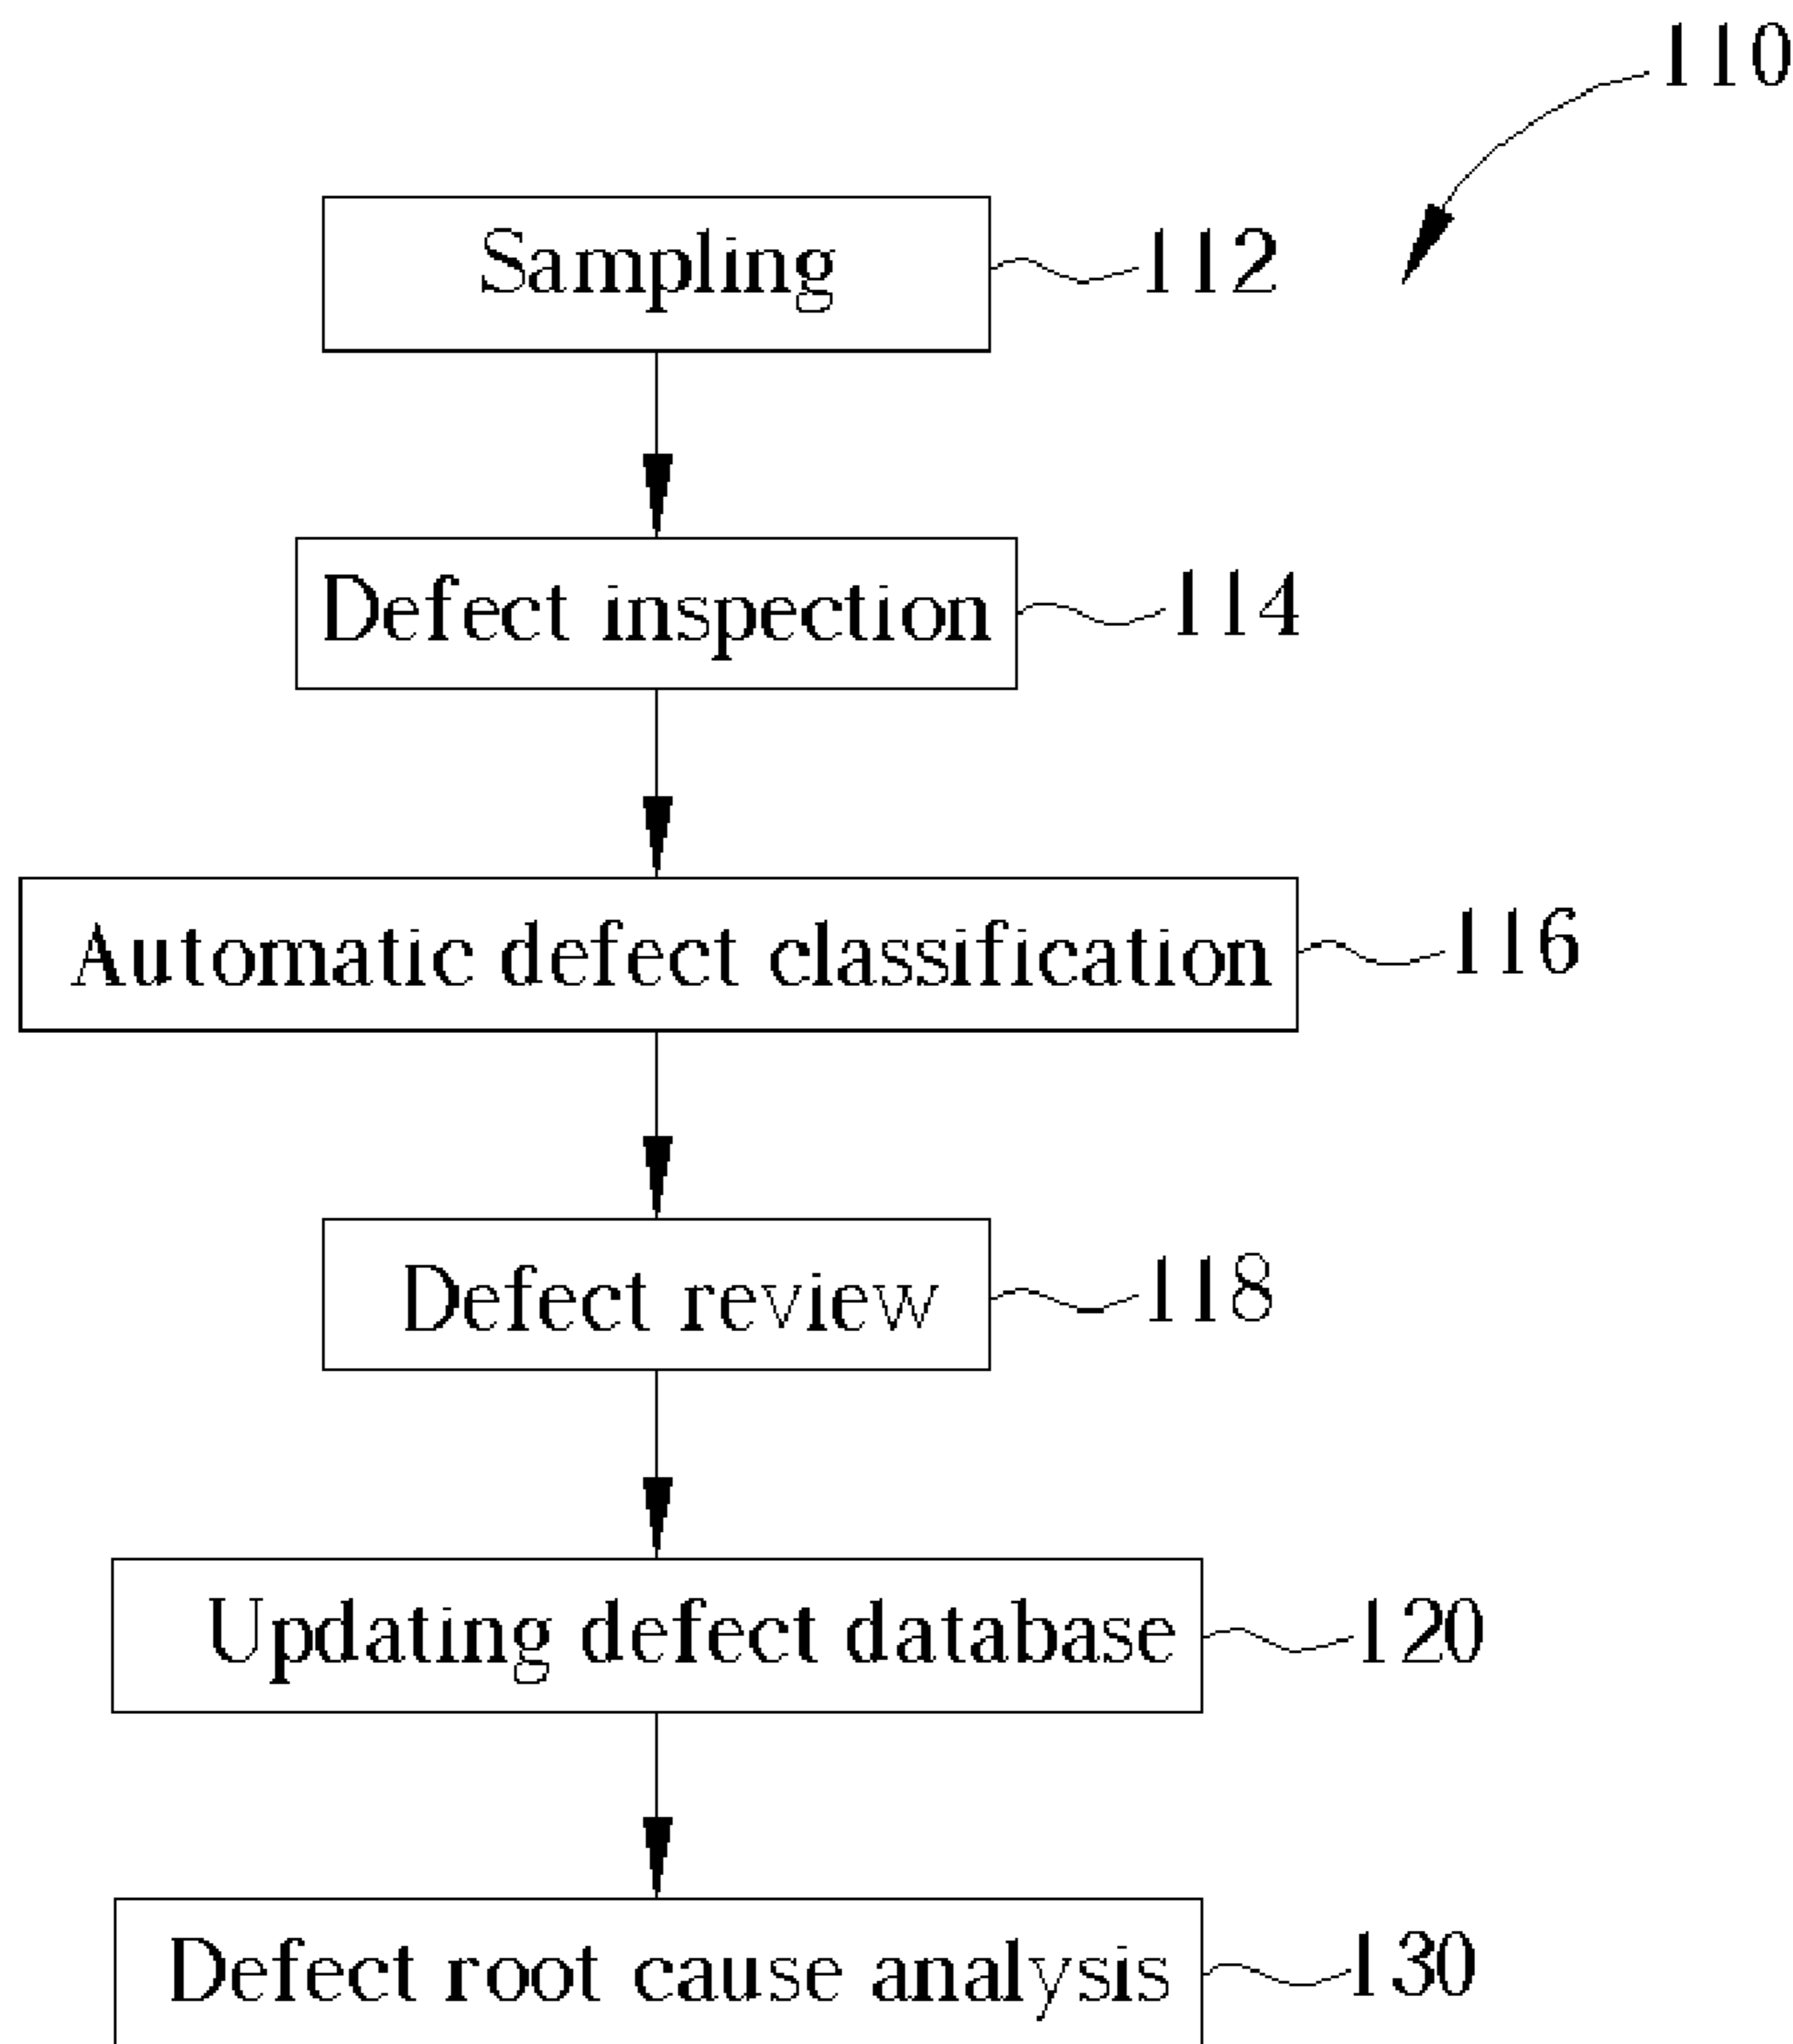 110
Sampling 112
Defect inspection 114
Automatic defect classification 116
Defect review 118
Updating defect database 120
Defect root cause analysis 130